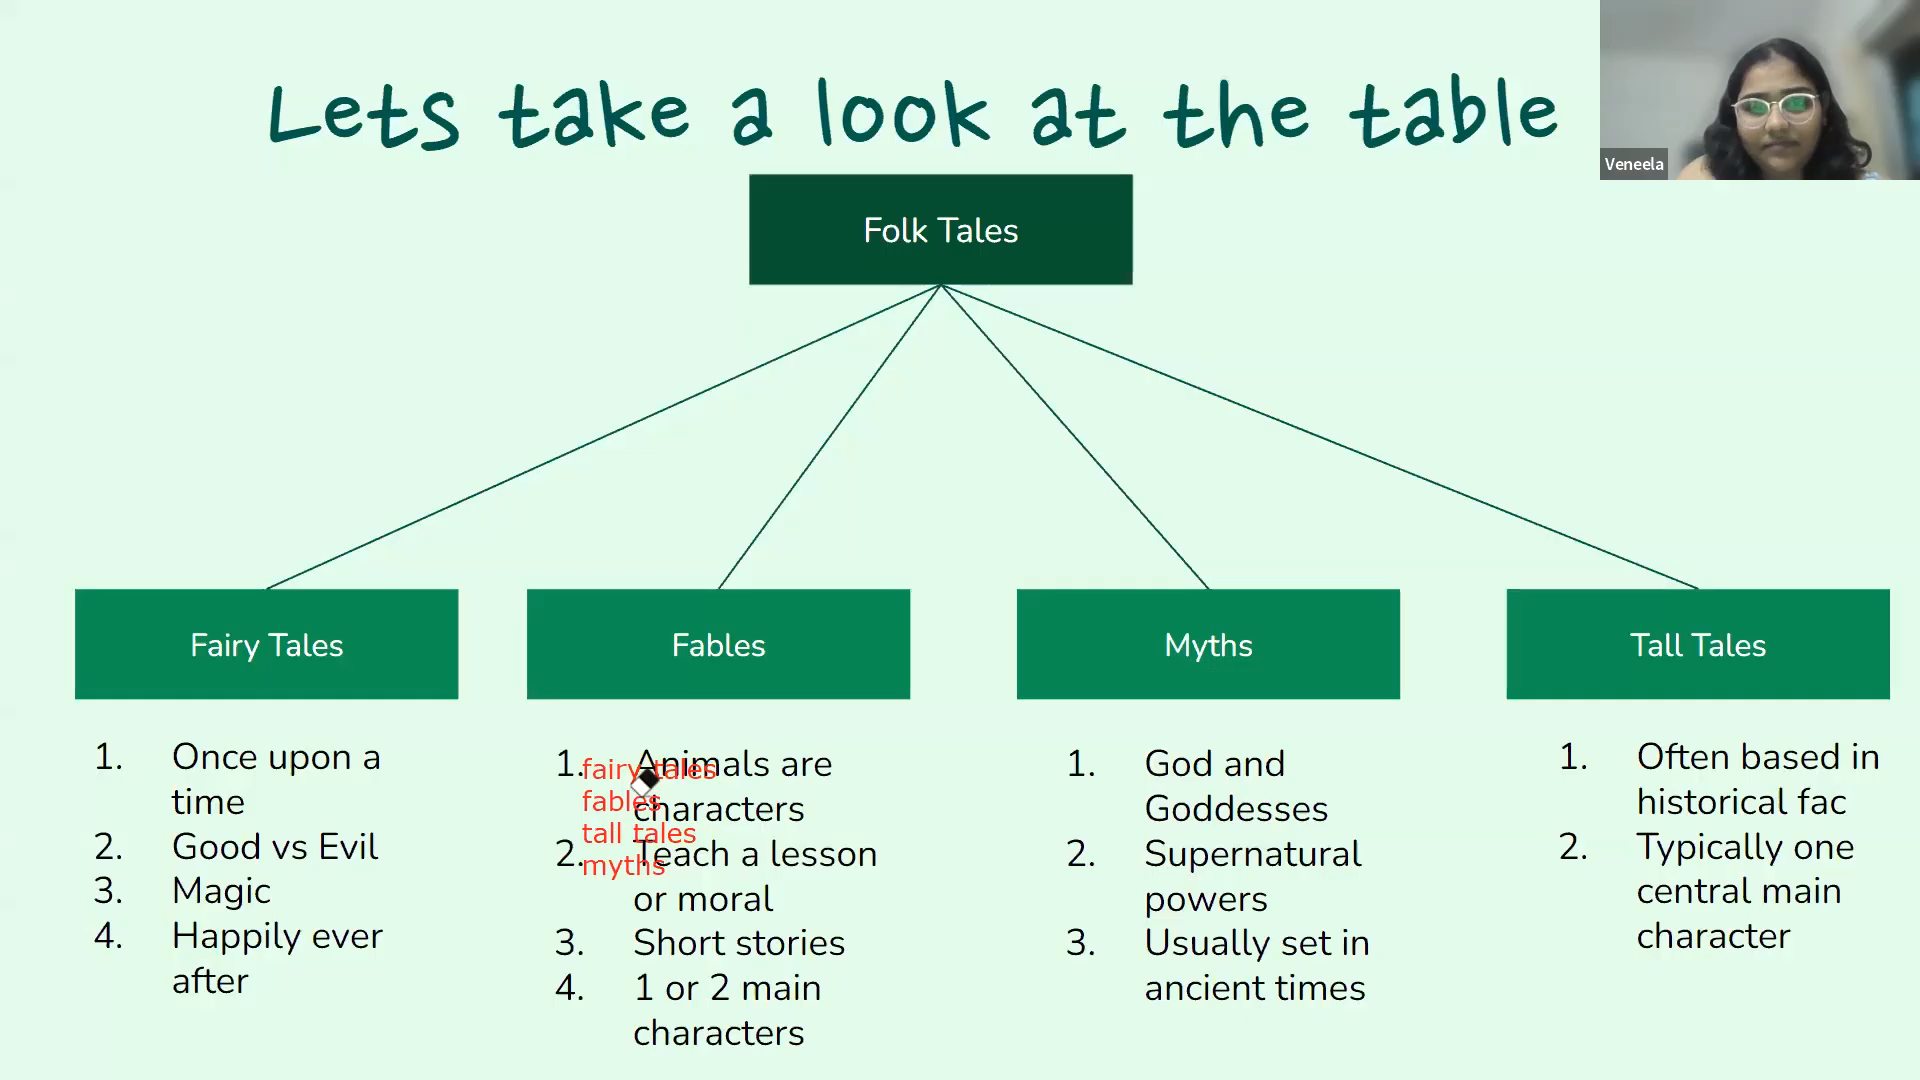 Lets take a look at the table
Veneela
Folk Tales
Fairy Tales
Fables
Myths
Tall Tales
1. Once upon a
time
2. Good vs Evil
3. Magic
4. Happily ever
after
1. Animals are
characters
2. Teach a lesson
or moral
3. Short stories
4. 1 or 2 main
characters
fairy tales
fables
tall tales
myths
1. God and
Goddesses
2. Supernatural
powers
3. Usually set in
ancient times
1. Often based in
historical fac
2. Typically one
central main
character